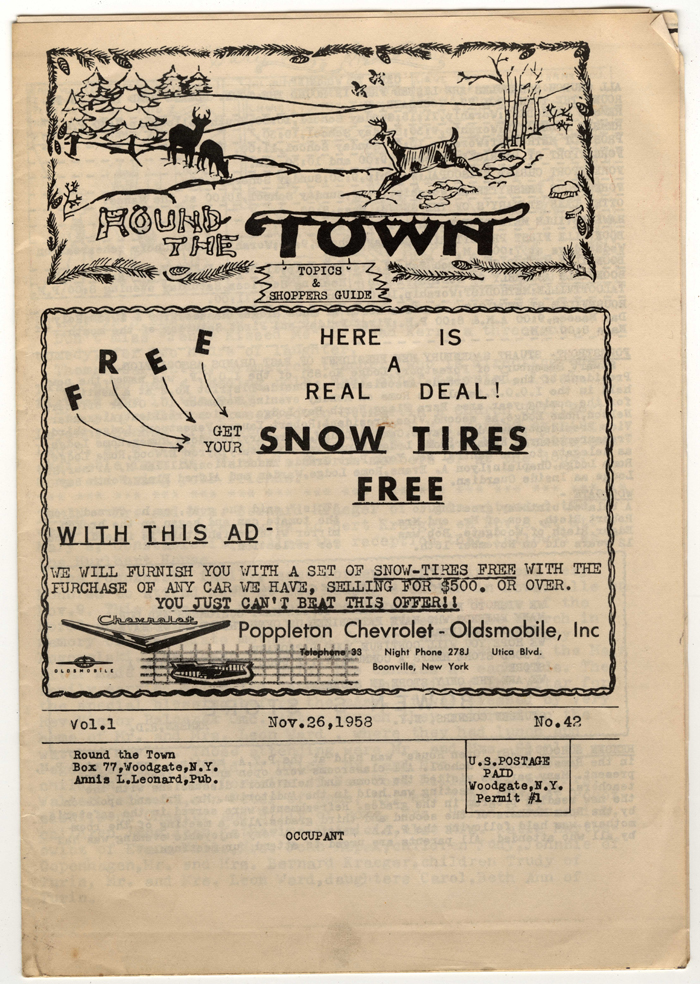 ROUND
THE TOWN
TOPICS
&
SHOPPERS GUIDE
FREE
HERE IS
A
REAL DEAL!
GET
YOUR SNOW TIRES
FREE
WITH THIS AD-
WE WILL FURNISH YOU WITH A SET OF SNOW-TIRES FREE WITH THE
PURCHASE OF ANY CAR WE HAVE, SELLING FOR $500. OR OVER.
YOU JUST CAN'T BEAT THIS OFFER!!
Chevrolet
OLDSMOBILE
Poppleton Chevrolet - Oldsmobile, Inc
Telephone 33 Night Phone 278J Utica Blvd.
Boonville, New York
Vol.1 Nov.26,1958 No.42
Round the Town
Box 77,Woodgate,N.Y.
Annis L.Leonard,Pub.
U.S.POSTAGE
PAID
Woodgate,N.Y.
Permit #1
OCCUPANT